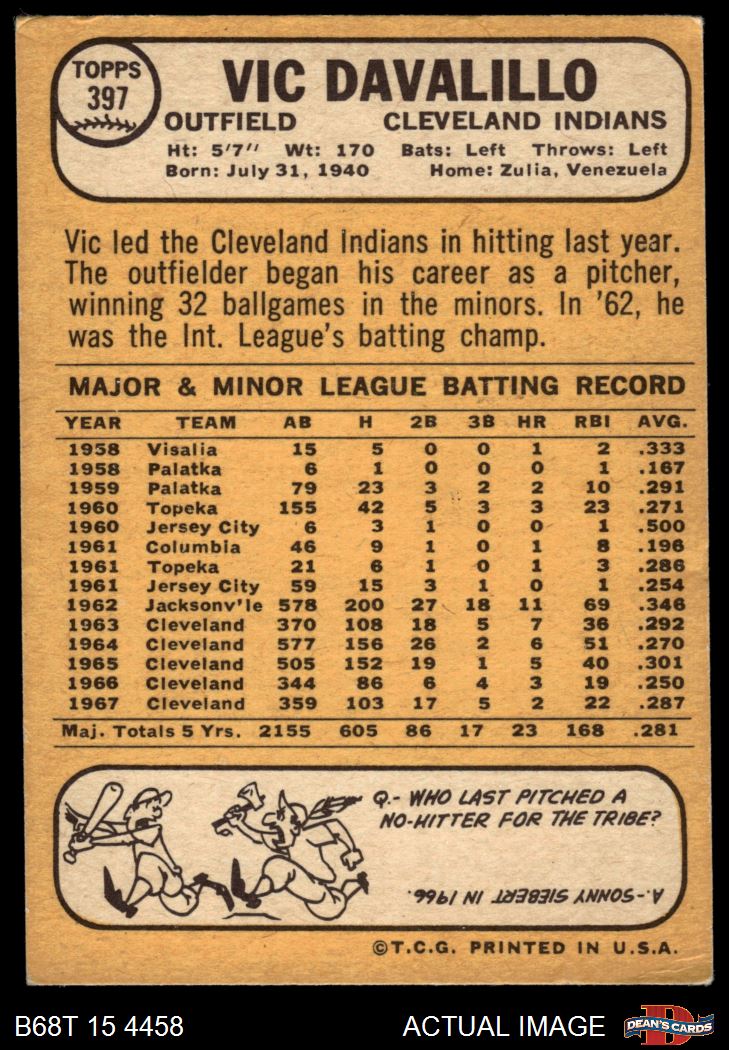 TOPPS
397
VIC DAVALILLO
OUTFIELD CLEVELAND INDIANS
Ht: 5'7" Wt: 170 Bats: Left Throws: Left
Born: July 31, 1940 Home: Zulia, Venezuela
Vic led the Cleveland Indians in hitting last year.
The outfielder began his career as a pitcher,
winning 32 ballgames in the minors. In '62, he
was the Int. League's batting champ.
MAJOR & MINOR LEAGUE BATTING RECORD
YEAR TEAM AB H 2B 3B HR RBI AVG.
1958 Visalia 15 5 0 0 1 2 .333
1958 Palatka 6 1 0 0 0 1 .167
1959 Palatka 79 23 3 2 2 10 .291
1960 Topeka 155 42 5 3 3 23 .271
1960 Jersey City 6 3 1 0 0 1 .500
1961 Columbia 46 9 1 0 1 8 .196
1961 Topeka 21 6 1 0 1 3 .286
1961 Jersey City 59 15 3 1 0 1 .254
1962 Jacksonv'le 578 200 27 18 11 69 .346
1963 Cleveland 370 108 18 5 7 36 .292
1964 Cleveland 577 156 26 2 6 51 .270
1965 Cleveland 505 152 19 1 5 40 .301
1966 Cleveland 344 86 6 4 3 19 .250
1967 Cleveland 359 103 17 5 2 22 .287
Maj. Totals 5 Yrs. 2155 605 86 17 23 168 .281
Q.- WHO LAST PITCHED A
NO-HITTER FOR THE TRIBE?
A.-SONNY SIEBERT IN 1966.
©T.C.G. PRINTED IN U.S.A.
B68T 15 4458 ACTUAL IMAGE
DEAN'S CARDS